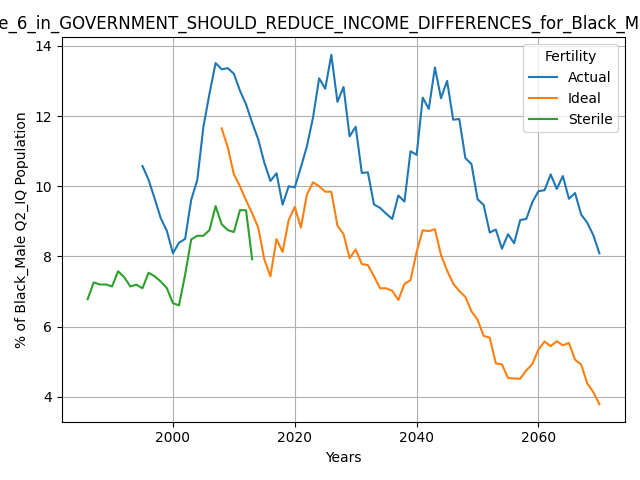 e_6_in_GOVERNMENT_SHOULD_REDUCE_INCOME_DIFFERENCES_for_Black_M
14
12
10
8
6
4
% of Black_Male Q2_IQ Population
Fertility
Actual
Ideal
Sterile
2000
2020
2040
2060
Years